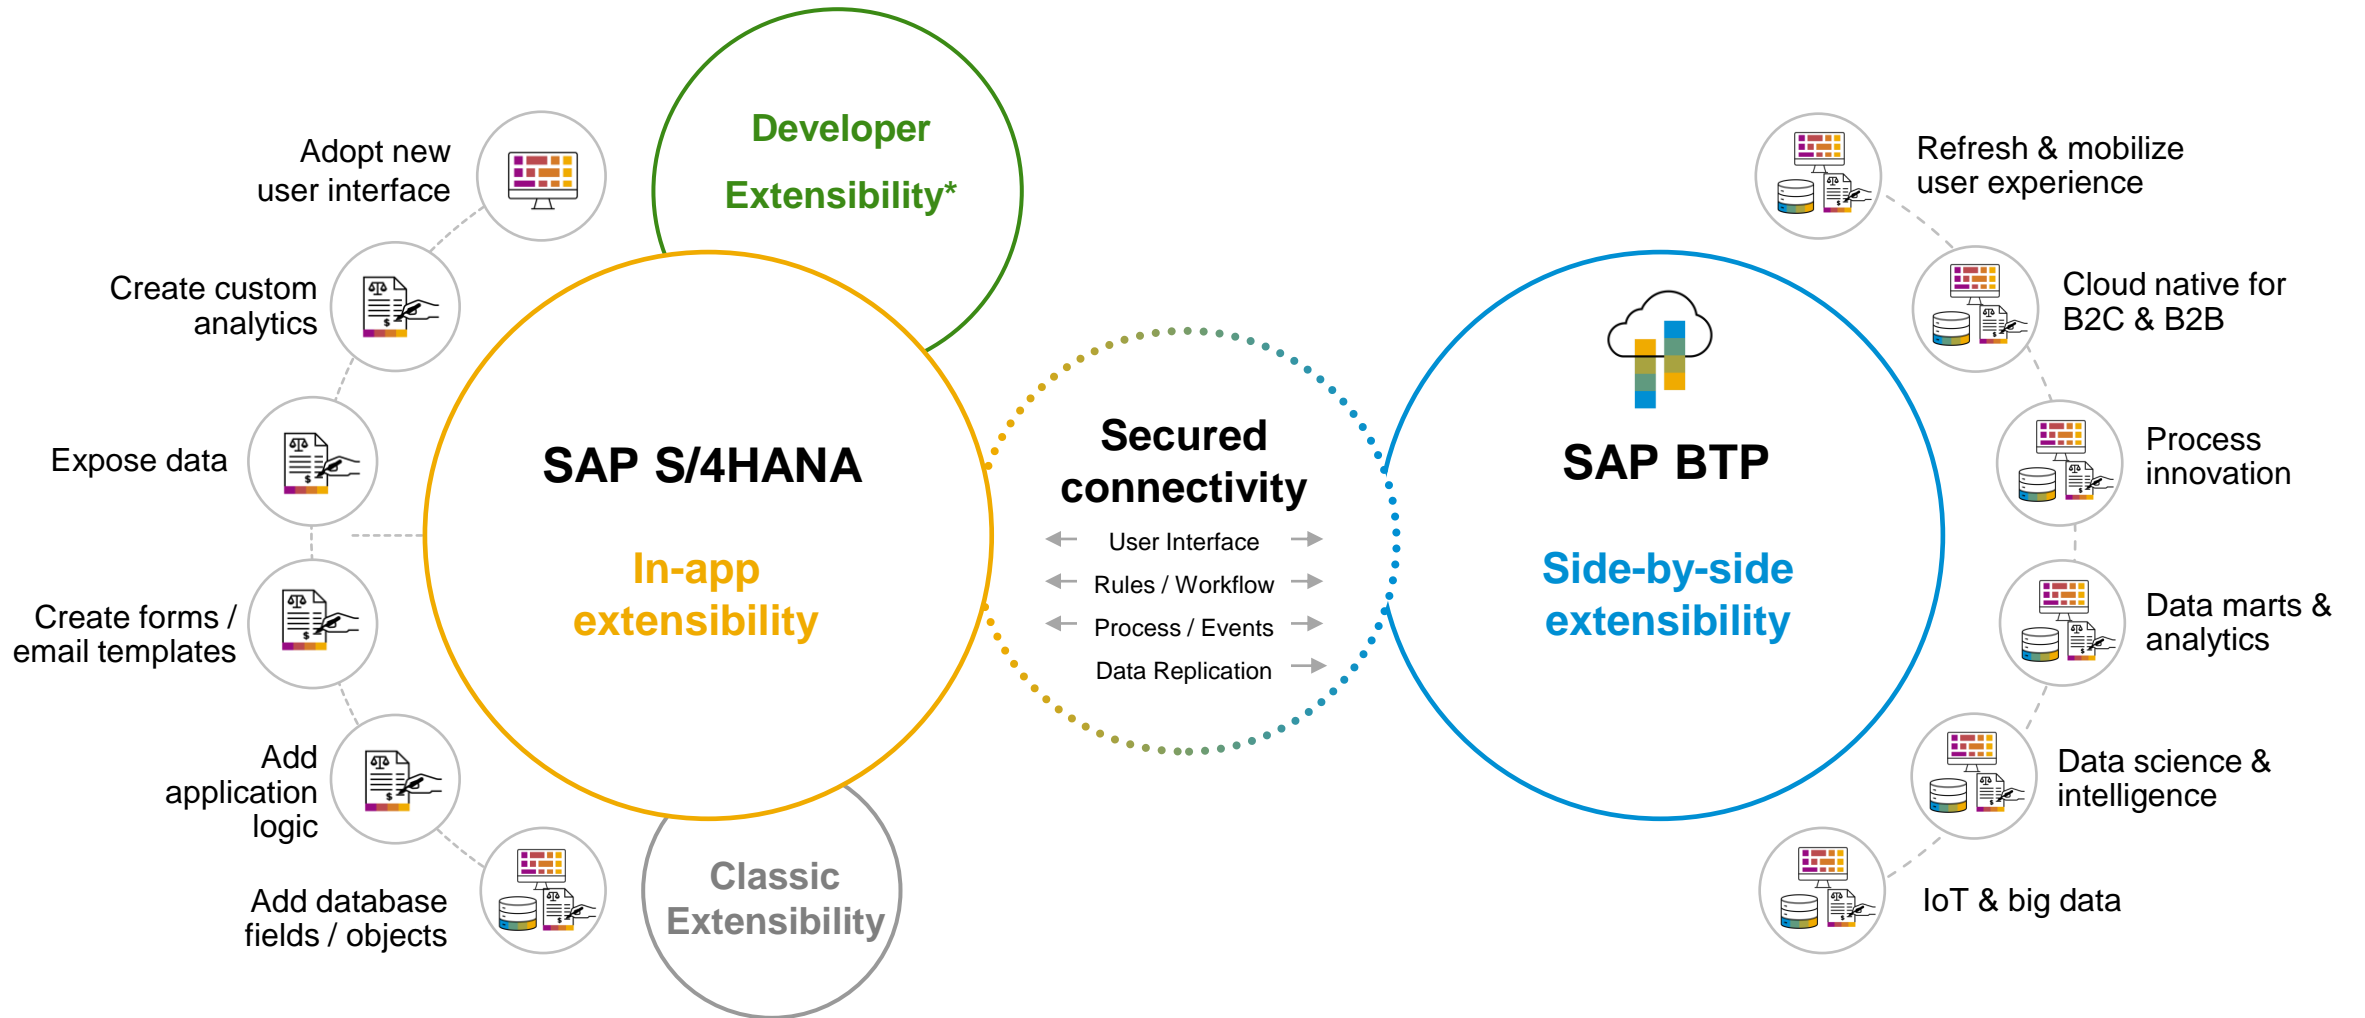 Developer
Extensibility*
Adopt new
user interface
Create custom
analytics
Expose data
Create forms /
email templates
Add
application
logic
Add database
fields / objects
SAP S/4HANA
In-app
extensibility
Classic
Extensibility
Secured
connectivity
User Interface
Rules / Workflow
Process / Events
Data Replication
SAP BTP
Side-by-side
extensibility
Refresh & mobilize
user experience
Cloud native for
B2C & B2B
Process
innovation
Data marts &
analytics
Data science &
intelligence
IoT & big data